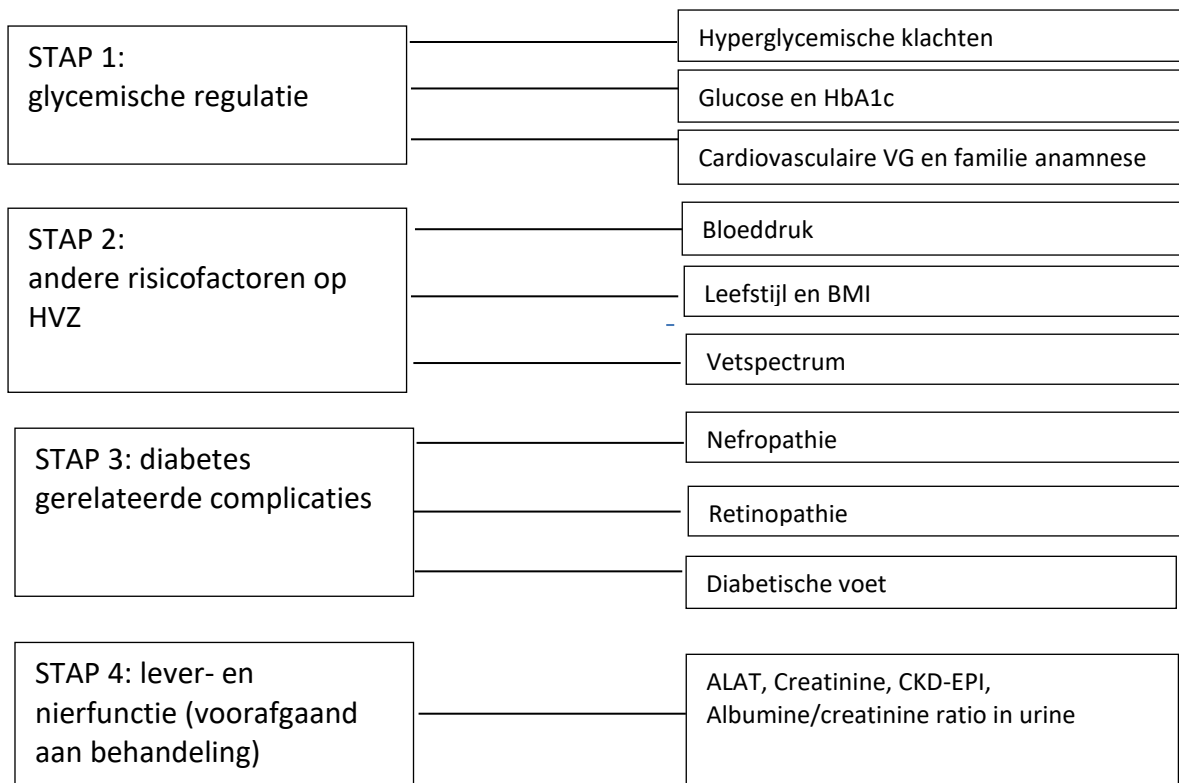 STAP 1:
glycemische regulatie
Hyperglycemische klachten
Glucose en HbA1c
Cardiovasculaire VG en familie anamnese
STAP 2:
andere risicofactoren op
HVZ
Bloeddruk
Leefstijl en BMI
Vetspectrum
STAP 3: diabetes
gerelateerde complicaties
Nefropathie
Retinopathie
Diabetische voet
STAP 4: lever- en
nierfunctie (voorafgaand
aan behandeling)
ALAT, Creatinine, CKD-EPI,
Albumine/creatinine ratio in urine